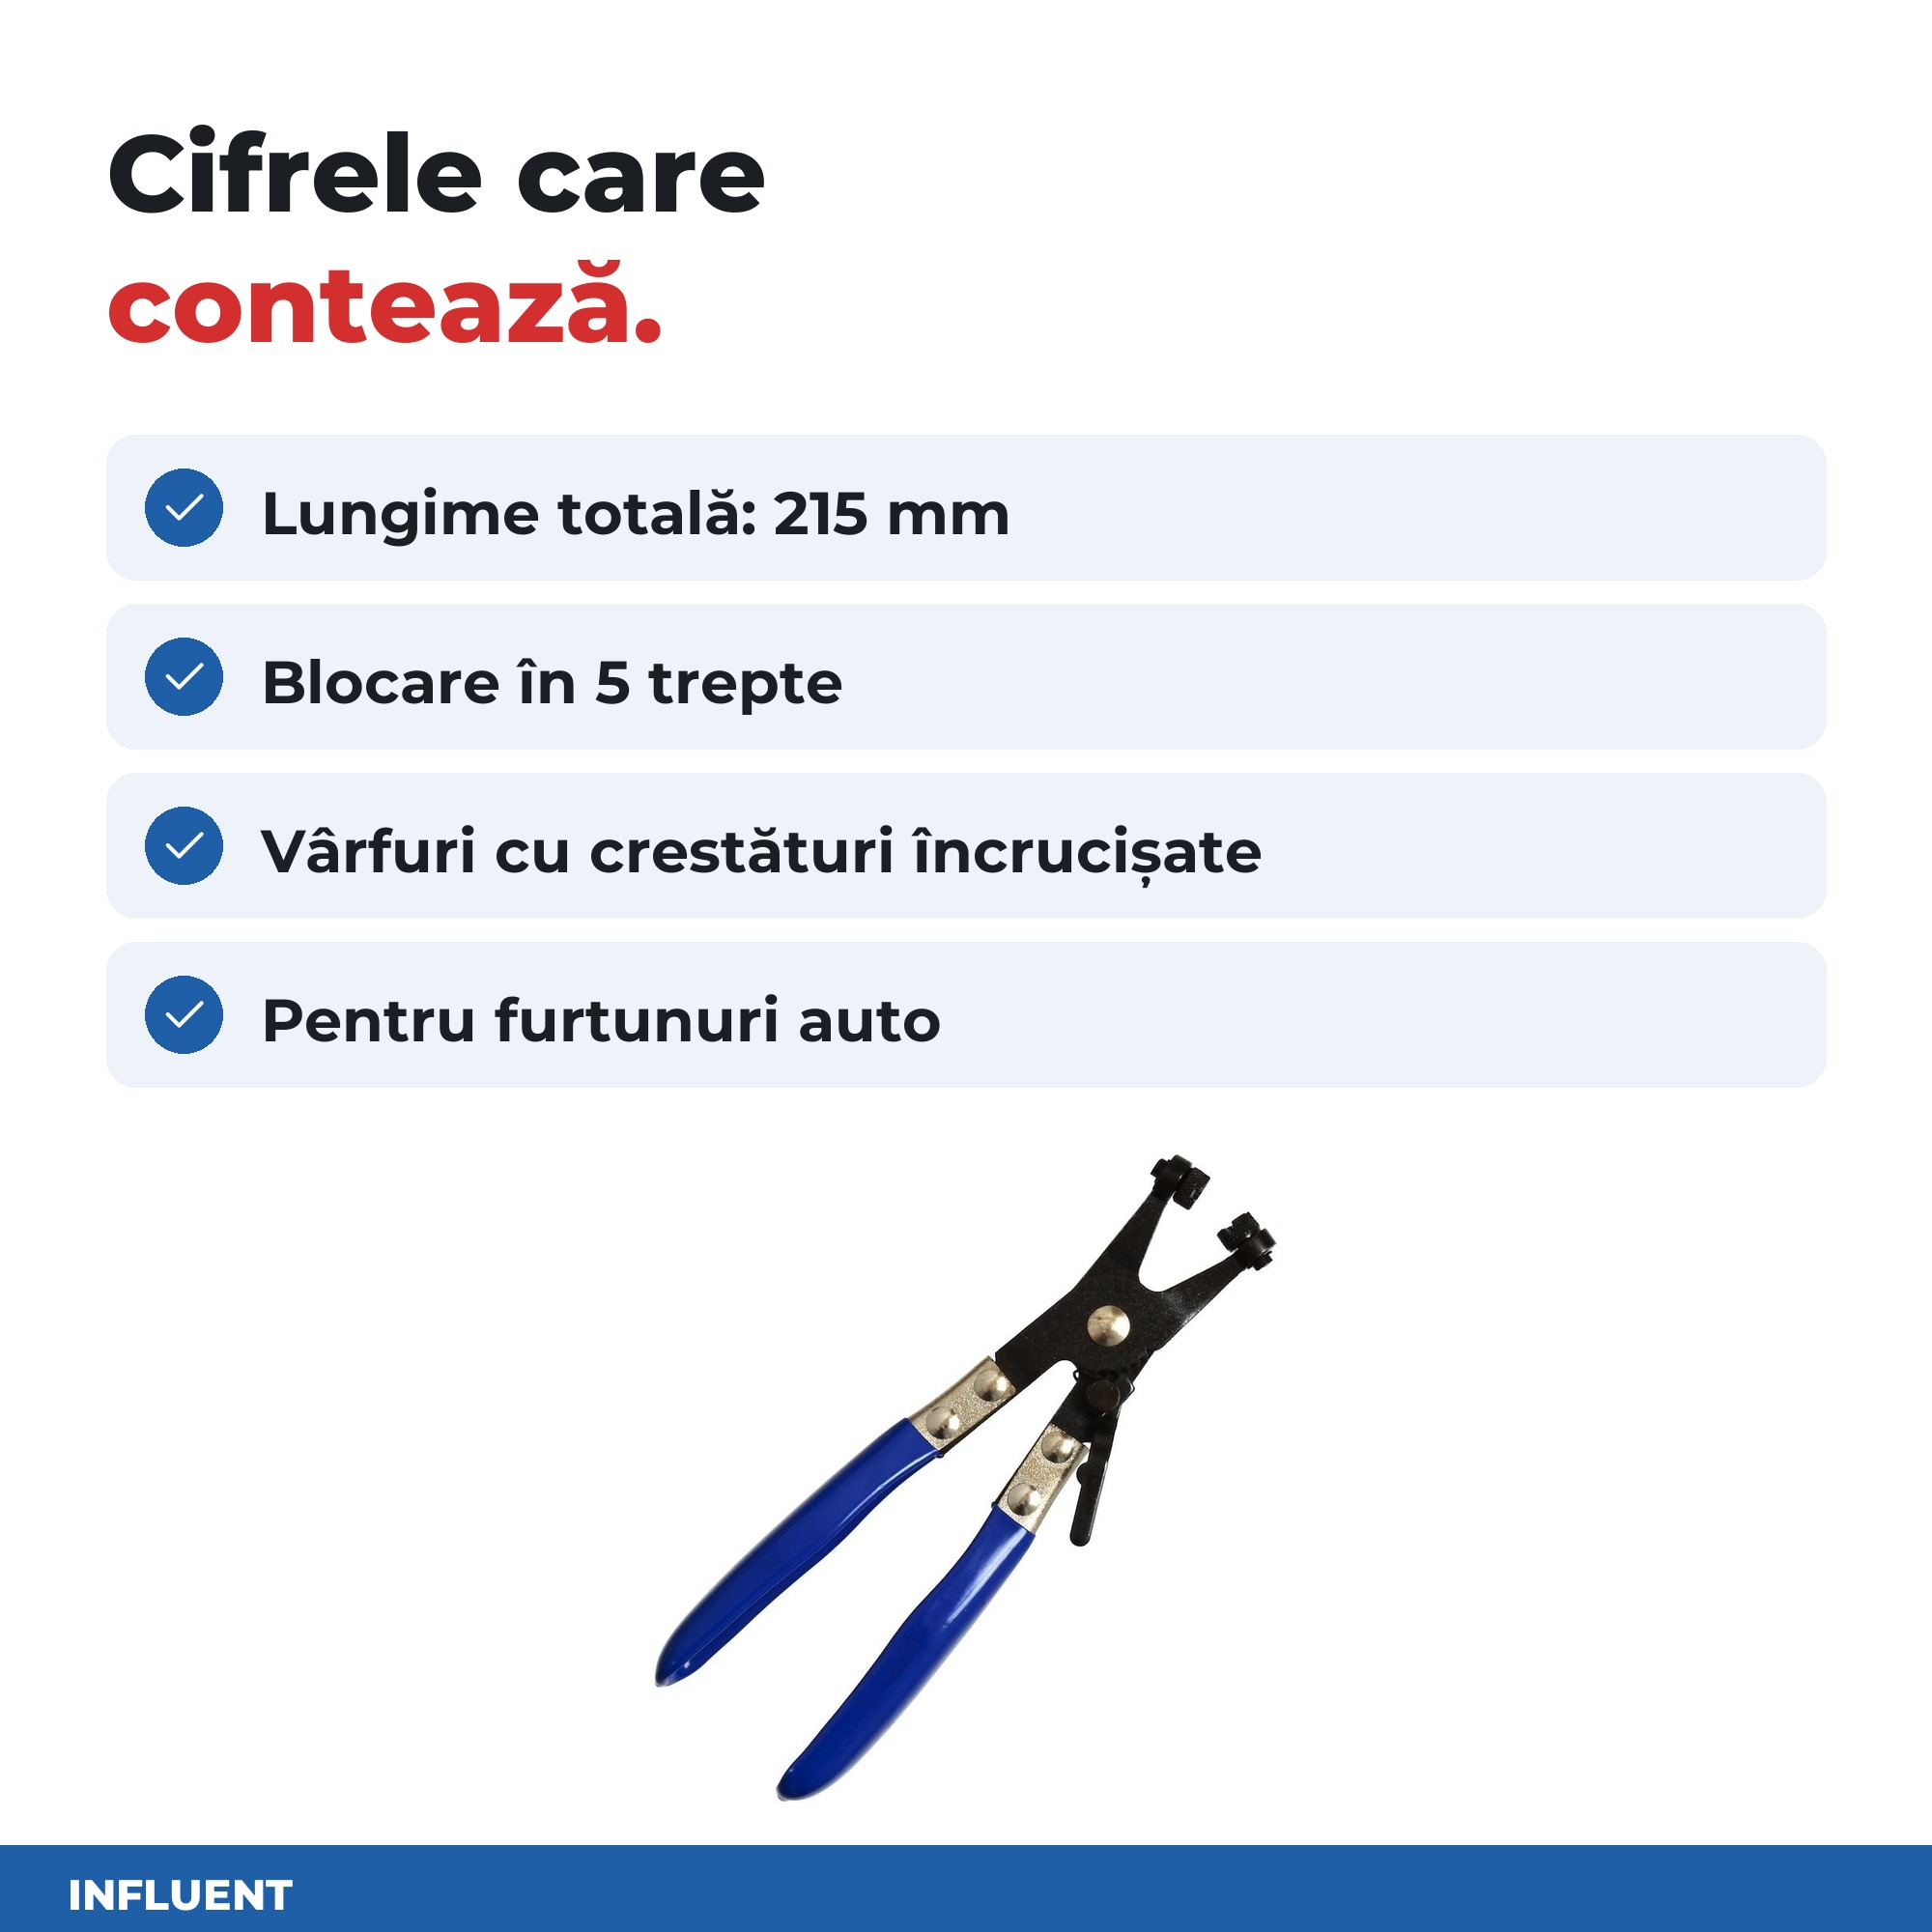 Cifrele care
contează.
Lungime totală: 215 mm
Blocare în 5 trepte
Vârfuri cu crestături încrucișate
Pentru furtunuri auto
INFLUENT